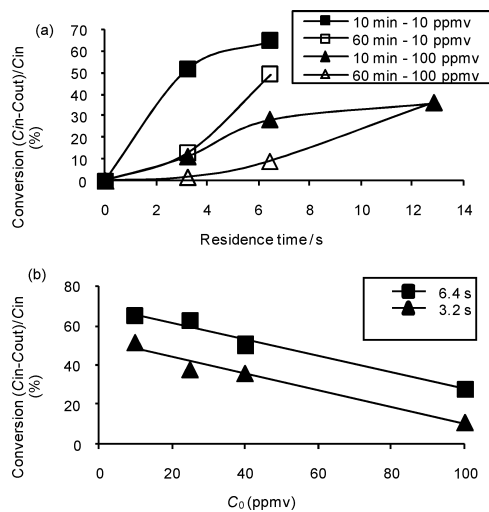 (a)
Conversion (Cin-Cout)/Cin
(%)
70
60
50
40
30
20
10
0
10 min - 10 ppmv
60 min - 10 ppmv
10 min - 100 ppmv
60 min - 100 ppmv
0 2 4 6 8 10 12 14
Residence time / s
(b)
Conversion (Cin-Cout)/Cin
(%)
80
60
40
20
0
6.4 s
3.2 s
0 20 40 60 80 100
C0 (ppmv)